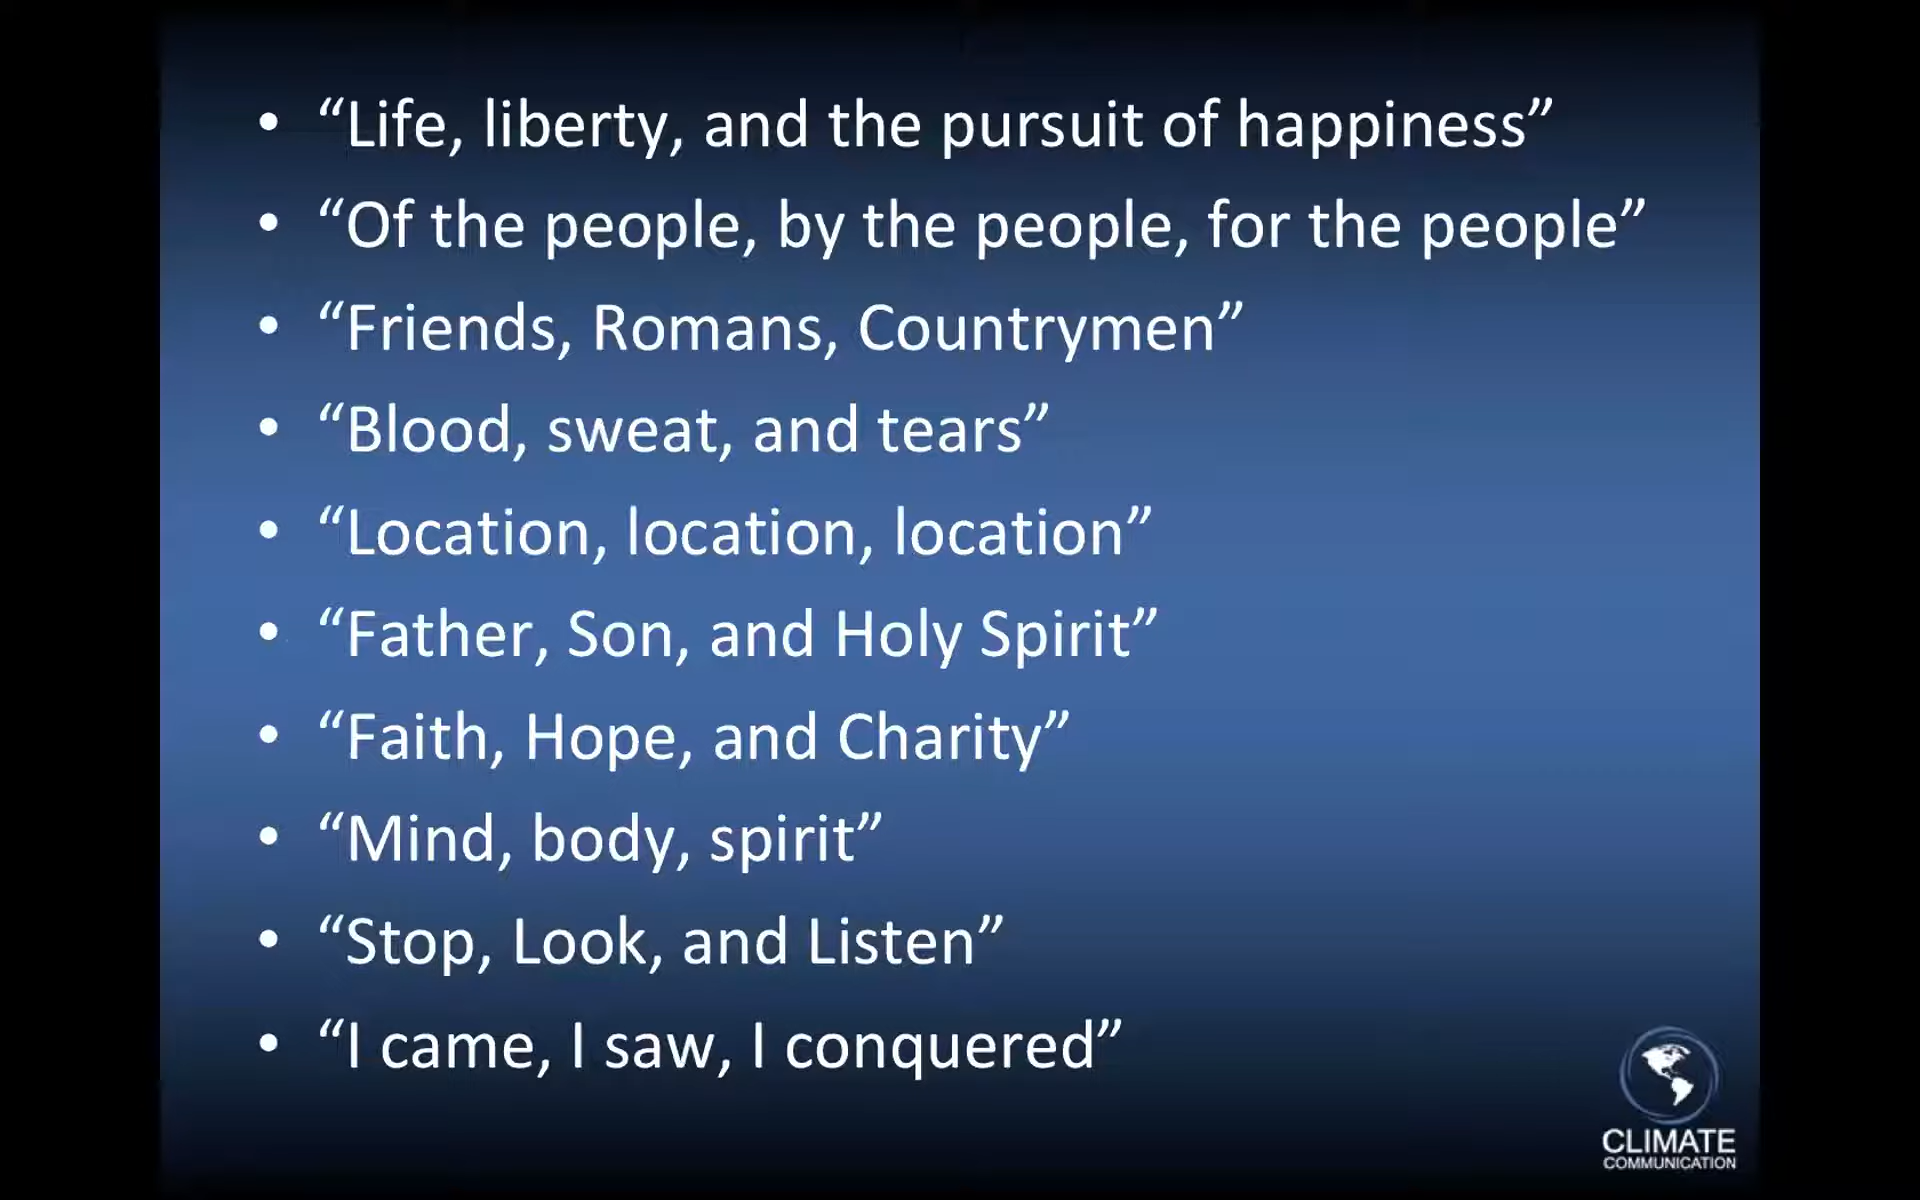 • “Life, liberty, and the pursuit of happiness”
• “Of the people, by the people, for the people”
• “Friends, Romans, Countrymen”
• “Blood, sweat, and tears”
• “Location, location, location”
• “Father, Son, and Holy Spirit”
• “Faith, Hope, and Charity”
• “Mind, body, spirit”
• “Stop, Look, and Listen”
• “I came, I saw, I conquered”
CLIMATE
COMMUNICATION